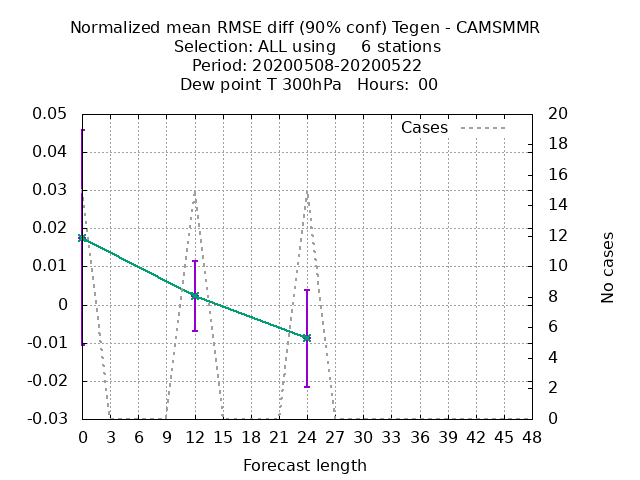 Normalized mean RMSE diff (90% conf) Tegen - CAMSMMR
Selection: ALL using     6 stations
Period: 20200508-20200522
Dew point T 300hPa   Hours:  00
Cases
0.05
0.04
0.03
0.02
0.01
0
-0.01
-0.02
-0.03
20
18
16
14
12
10
8
6
4
2
0
No cases
0 3 6 9 12 15 18 21 24 27 30 33 36 39 42 45 48
Forecast length